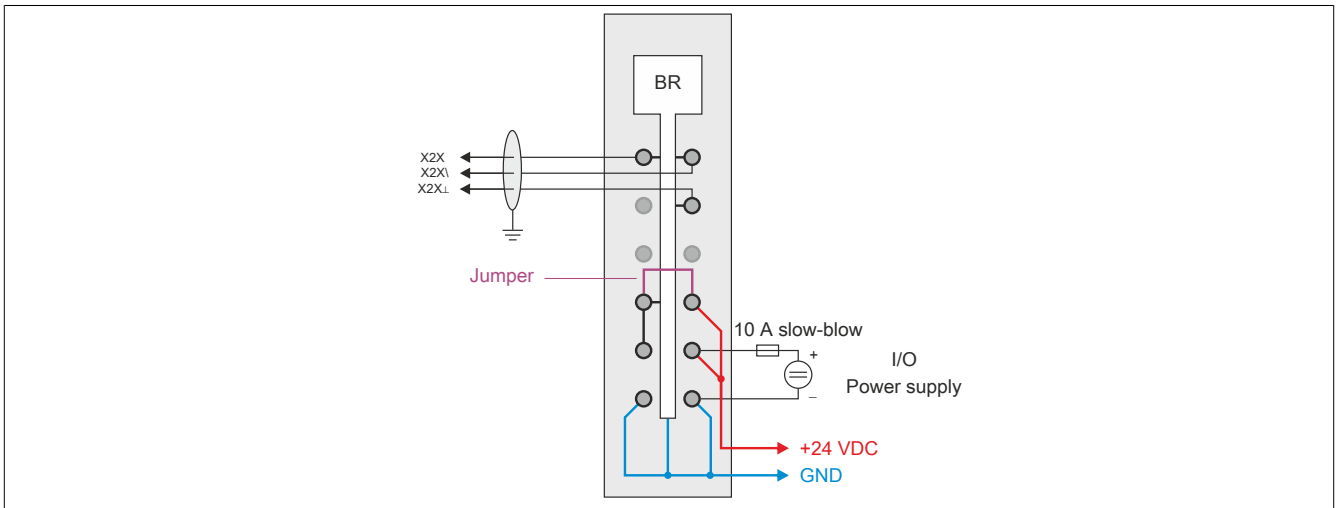 BR
X2X
X2X\
X2X⊥
Jumper
10 A slow-blow
+
I/O
Power supply
–
+24 VDC
GND